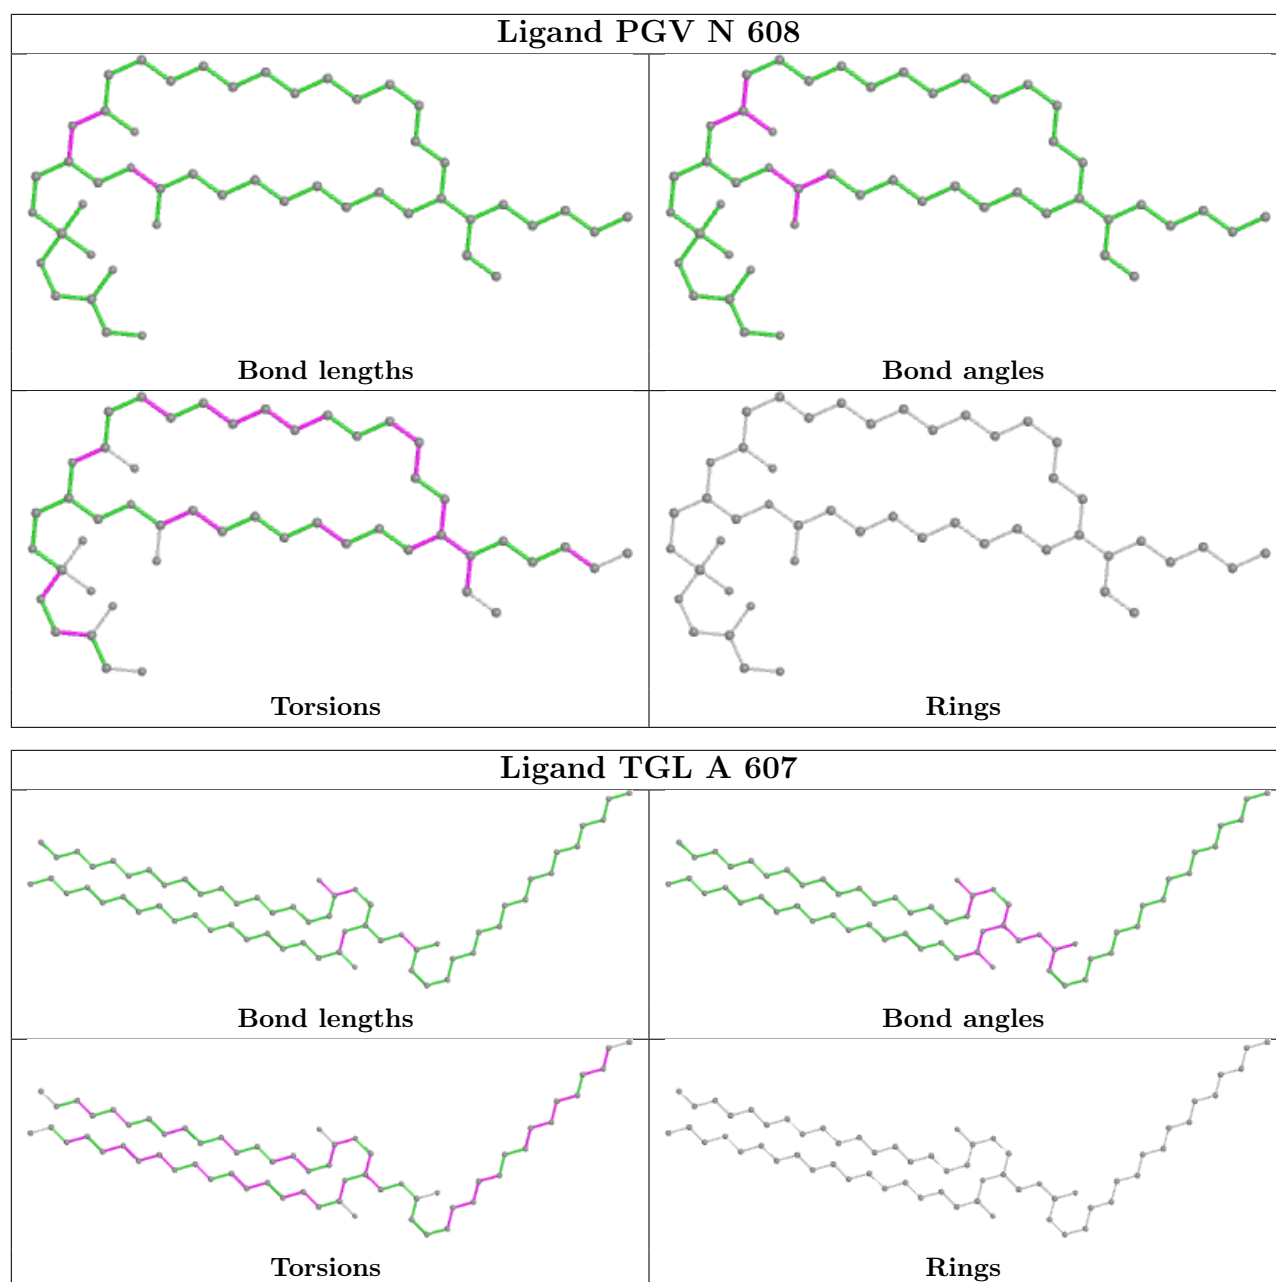 Ligand PGV N 608
Bond lengths
Bond angles
Torsions
Rings
Ligand TGL A 607
Bond lengths
Bond angles
Torsions
Rings